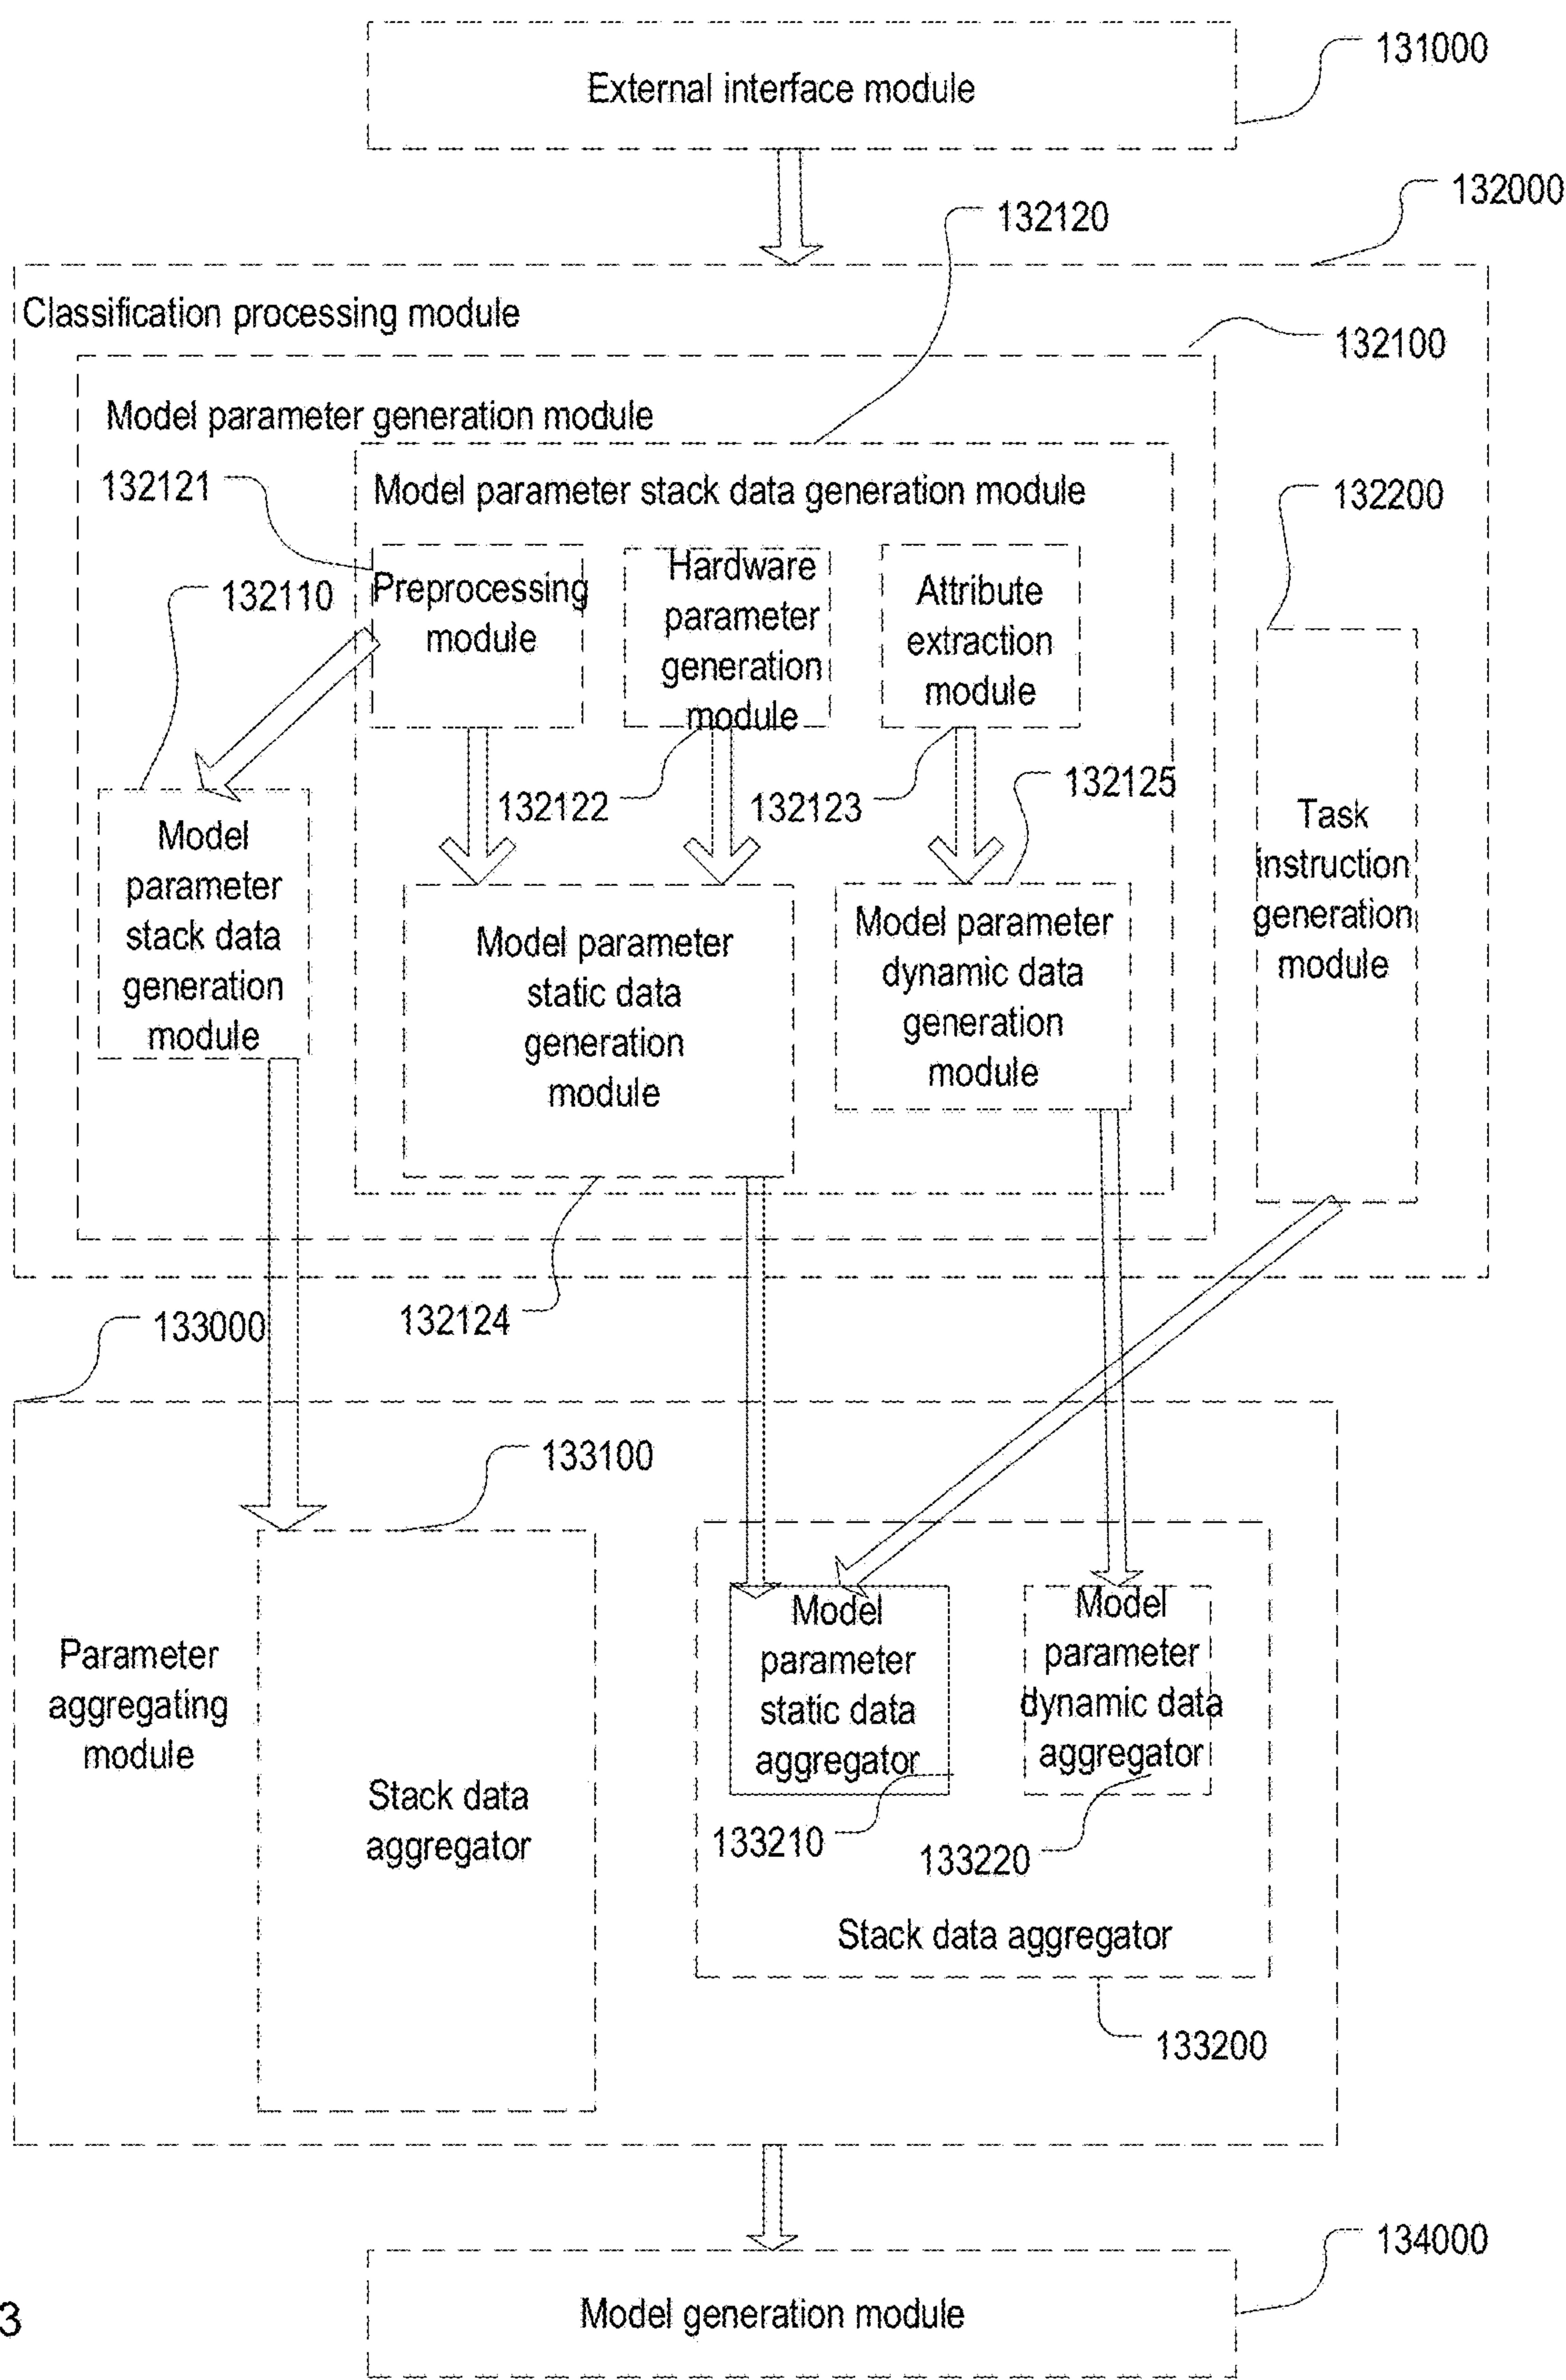 External interface module
131000
132000
132120
Classification processing module
132100
Model parameter generation module
132121
Model parameter stack data generation module
132200
132110
Preprocessing
module
Hardware
parameter
generation
module
Attribute
extraction
module
132122
132123
132125
Model
parameter
stack data
generation
module
Model parameter
static data
generation
module
Model parameter
dynamic data
generation
module
Task
instruction
generation
module
132124
133000
133100
Parameter
aggregating
module
Stack data
aggregator
Model
parameter
static data
aggregator
Model
parameter
dynamic data
aggregator
133210
133220
Stack data aggregator
133200
134000
Model generation module
3